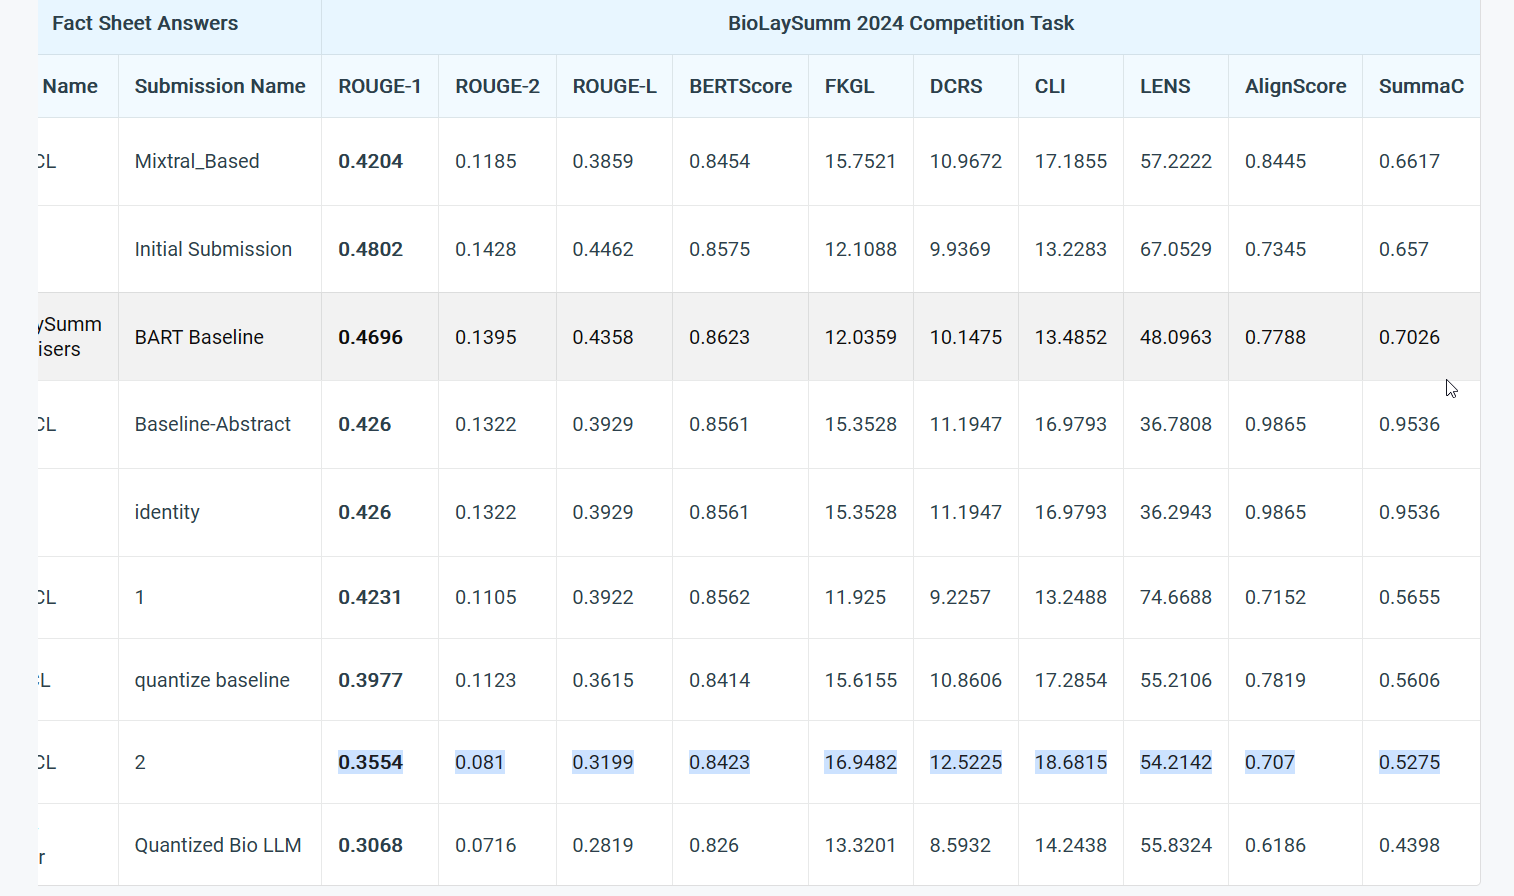 Fact Sheet Answers BioLaySumm 2024 Competition Task
Name Submission Name ROUGE-1 ROUGE-2 ROUGE-L BERTScore FKGL DCRS CLI LENS AlignScore SummaC
CL Mixtral_Based 0.4204 0.1185 0.3859 0.8454 15.7521 10.9672 17.1855 57.2222 0.8445 0.6617
Initial Submission 0.4802 0.1428 0.4462 0.8575 12.1088 9.9369 13.2283 67.0529 0.7345 0.657
ySumm
isers BART Baseline 0.4696 0.1395 0.4358 0.8623 12.0359 10.1475 13.4852 48.0963 0.7788 0.7026
CL Baseline-Abstract 0.426 0.1322 0.3929 0.8561 15.3528 11.1947 16.9793 36.7808 0.9865 0.9536
identity 0.426 0.1322 0.3929 0.8561 15.3528 11.1947 16.9793 36.2943 0.9865 0.9536
CL 1 0.4231 0.1105 0.3922 0.8562 11.925 9.2257 13.2488 74.6688 0.7152 0.5655
L quantize baseline 0.3977 0.1123 0.3615 0.8414 15.6155 10.8606 17.2854 55.2106 0.7819 0.5606
CL 2 0.3554 0.081 0.3199 0.8423 16.9482 12.5225 18.6815 54.2142 0.707 0.5275
r Quantized Bio LLM 0.3068 0.0716 0.2819 0.826 13.3201 8.5932 14.2438 55.8324 0.6186 0.4398